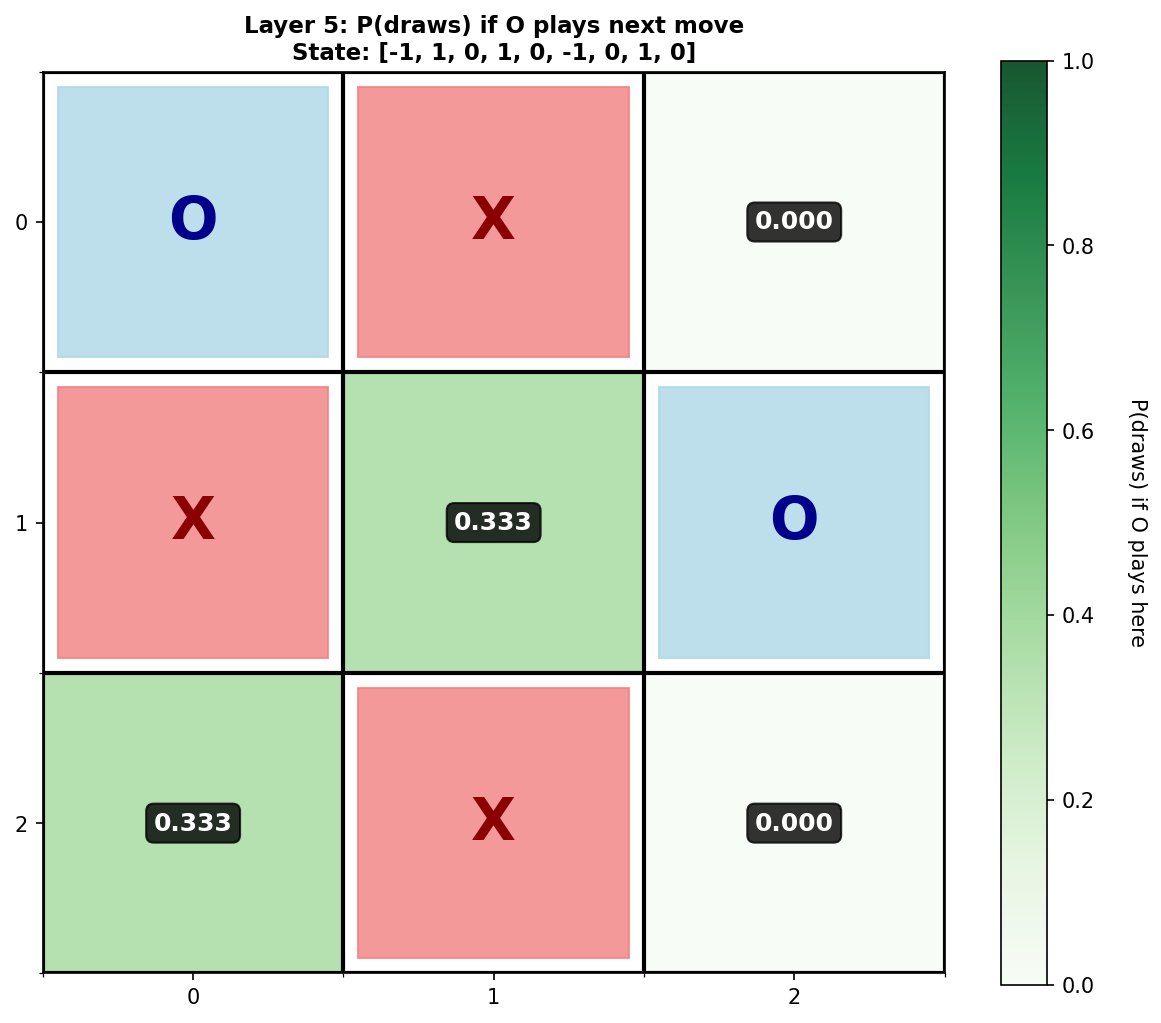 Layer 5: P(draws) if O plays next move
State: [-1, 1, 0, 1, 0, -1, 0, 1, 0]
O X 0.000
X 0.333 O
0.333 X 0.000
0
1
2
0 1 2
1.0
0.8
0.6
0.4
0.2
0.0
P(draws) if O plays here